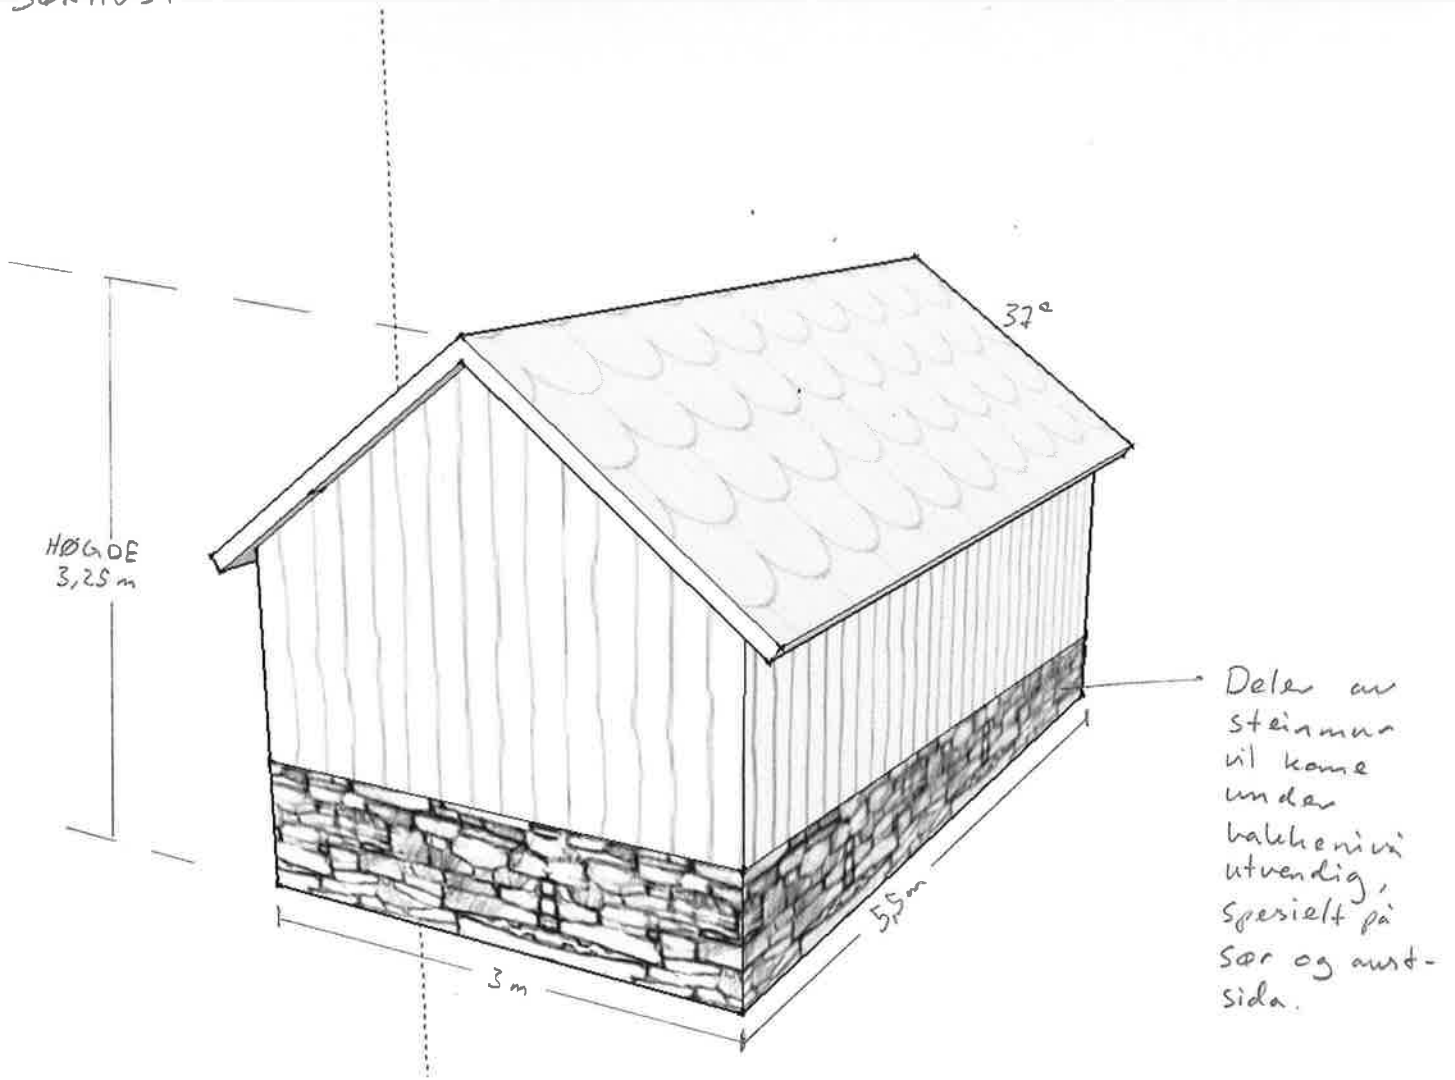 37°
HØGDE
3,25 m
Deler av
steinmur
vil kome
under
bakkenivå
utvendig,
spesielt på
sør og aust-
sida.
5,5m
3 m